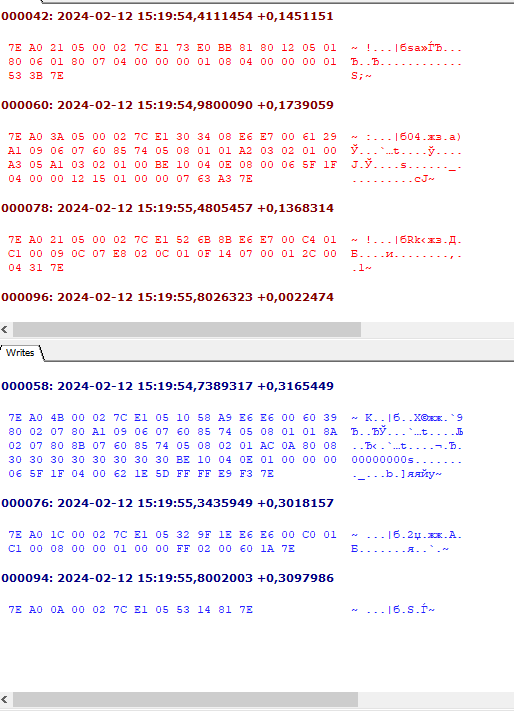 000042: 2024-02-12 15:19:54,4111454 +0,1451151
7E A0 21 05 00 02 7C E1 73 E0 BB 81 80 12 05 01 ~ !...|бsа»ЃЂ...
80 06 01 80 07 04 00 00 00 01 08 04 00 00 00 01 Ђ..Ђ............
53 3B 7E S;~
000060: 2024-02-12 15:19:54,9800090 +0,1739059
7E A0 3A 05 00 02 7C E1 30 34 08 E6 E7 00 61 29 ~ :...|б04.жз.a)
A1 09 06 07 60 85 74 05 08 01 01 A2 03 02 01 00 Ў...`…t....ў....
A3 05 A1 03 02 01 00 BE 10 04 0E 08 00 06 5F 1F Ј.Ў....ѕ......_.
04 00 00 12 15 01 00 00 07 63 A3 7E .........cЈ~
000078: 2024-02-12 15:19:55,4805457 +0,1368314
7E A0 21 05 00 02 7C E1 52 6B 8B E6 E7 00 C4 01 ~ !...|бRk‹жз.Д.
C1 00 09 0C 07 E8 02 0C 01 0F 14 07 00 01 2C 00 Б....и........,.
04 31 7E .1~
000096: 2024-02-12 15:19:55,8026323 +0,0022474
Writes
000058: 2024-02-12 15:19:54,7389317 +0,3165449
7E A0 4B 00 02 7C E1 05 10 58 A9 E6 E6 00 60 39 ~ K..|б..X©жж.`9
80 02 07 80 A1 09 06 07 60 85 74 05 08 01 01 8A Ђ..ЂЎ...`…t....Љ
02 07 80 8B 07 60 85 74 05 08 02 01 AC 0A 80 08 ..Ђ‹.`…t....¬.Ђ.
30 30 30 30 30 30 30 30 BE 10 04 0E 01 00 00 00 00000000ѕ.......
06 5F 1F 04 00 62 1E 5D FF FF E9 F3 7E ._...b.]яяйу~
000076: 2024-02-12 15:19:55,3435949 +0,3018157
7E A0 1C 00 02 7C E1 05 32 9F 1E E6 E6 00 C0 01 ~ ...|б.2џ.жж.А.
C1 00 08 00 00 01 00 00 FF 02 00 60 1A 7E Б.......я..`.~
000094: 2024-02-12 15:19:55,8002003 +0,3097986
7E A0 0A 00 02 7C E1 05 53 14 81 7E ~ ...|б.S.Ѓ~